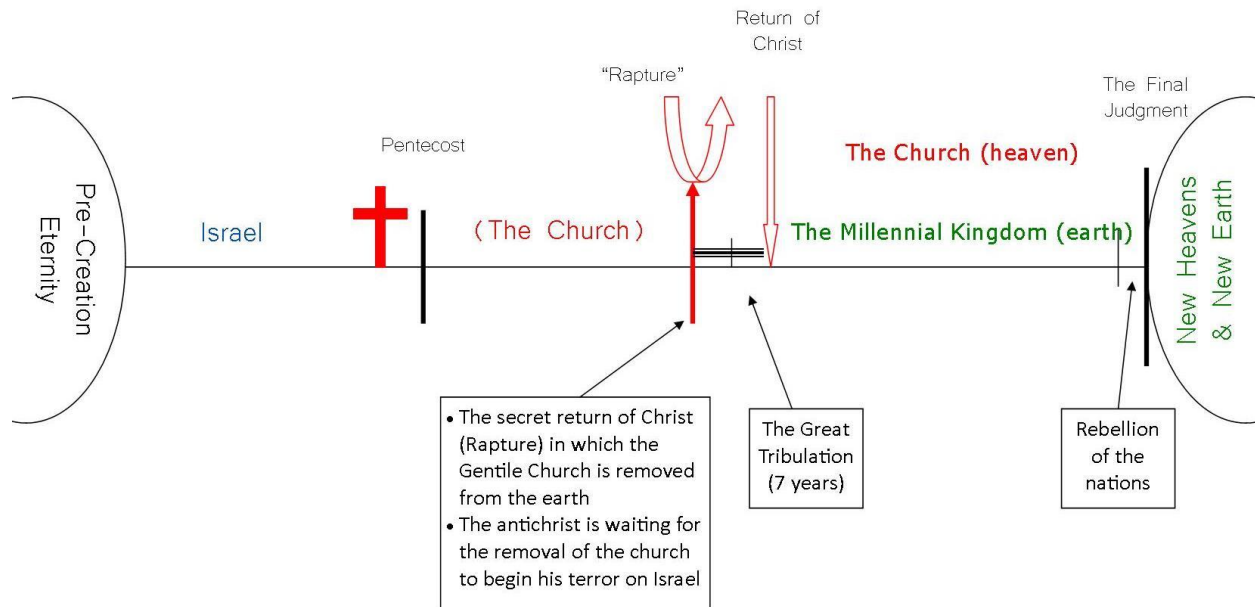 Return of
Christ
"Rapture"
The Final
Judgment
Pentecost
The Church (heaven)
Pre-Creation
Eternity
Israel
(The Church)
The Millennial Kingdom (earth)
New Heavens
& New Earth
• The secret return of Christ
(Rapture) in which the
Gentile Church is removed
from the earth
• The antichrist is waiting for
the removal of the church
to begin his terror on Israel
The Great
Tribulation
(7 years)
Rebellion
of the
nations